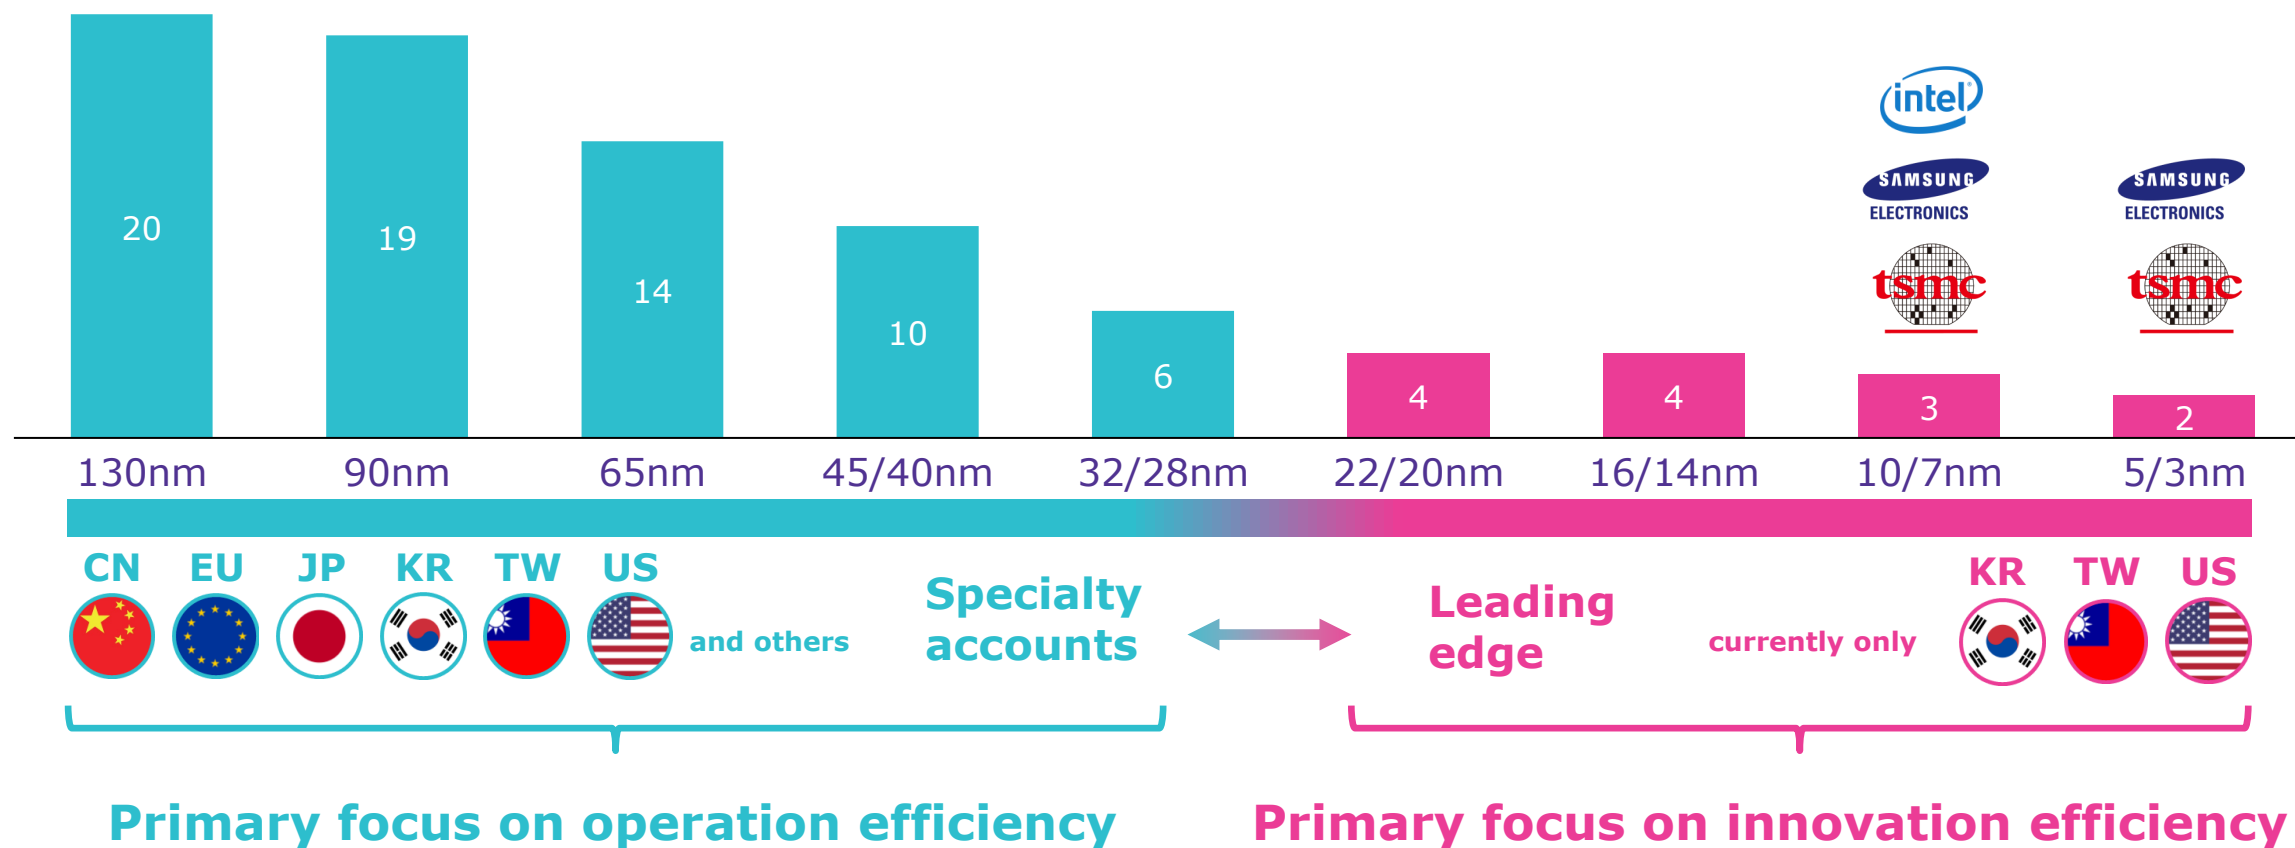 20
19
14
10
6
4
4
3
2
intel
SAMSUNG
ELECTRONICS
tsmc
SAMSUNG
ELECTRONICS
tsmc
130nm 90nm 65nm 45/40nm 32/28nm 22/20nm 16/14nm 10/7nm 5/3nm
CN EU JP KR TW US
and others
Specialty
accounts
Leading
edge
currently only
KR TW US
Primary focus on operation efficiency
Primary focus on innovation efficiency